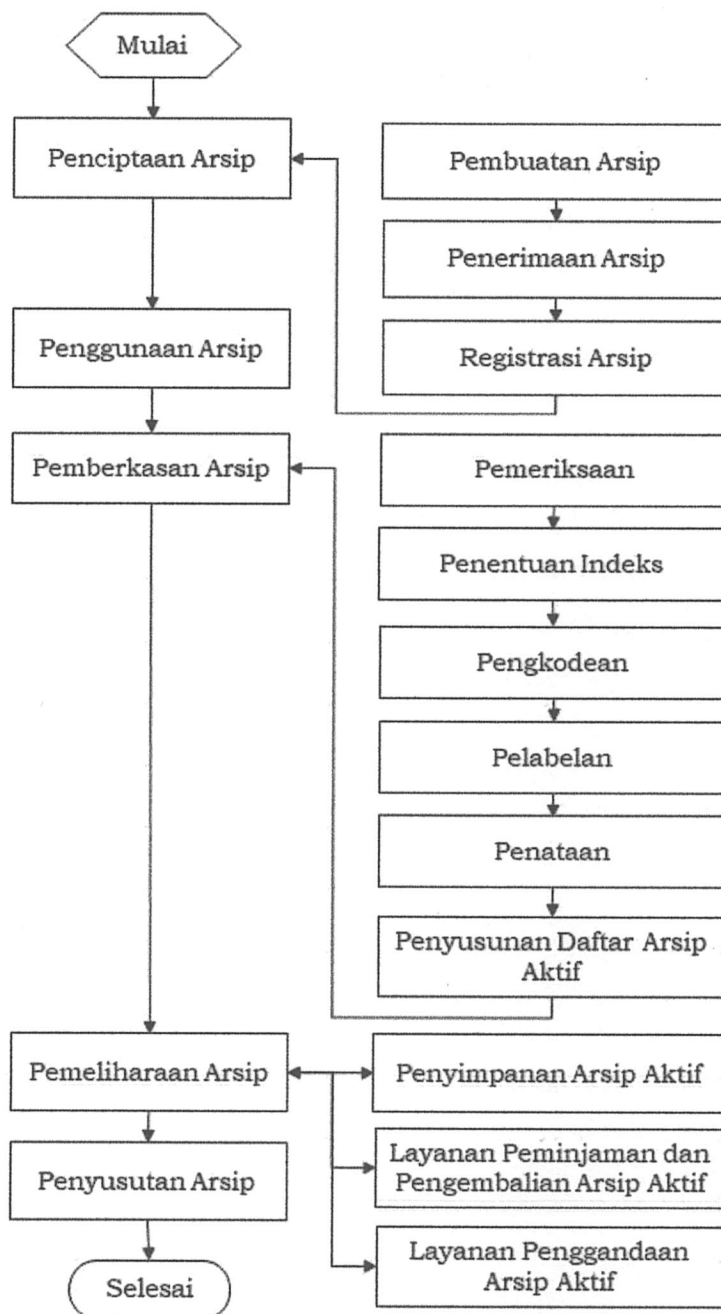 Mulai
Penciptaan Arsip
Pembuatan Arsip
Penerimaan Arsip
Penggunaan Arsip
Registrasi Arsip
Pemberkasan Arsip
Pemeriksaan
Penentuan Indeks
Pengkodean
Pelabelan
Penataan
Penyusunan Daftar Arsip
Aktif
Pemeliharaan Arsip
Penyimpanan Arsip Aktif
Layanan Peminjaman dan
Pengembalian Arsip Aktif
Penyusutan Arsip
Layanan Penggandaan
Arsip Aktif
Selesai